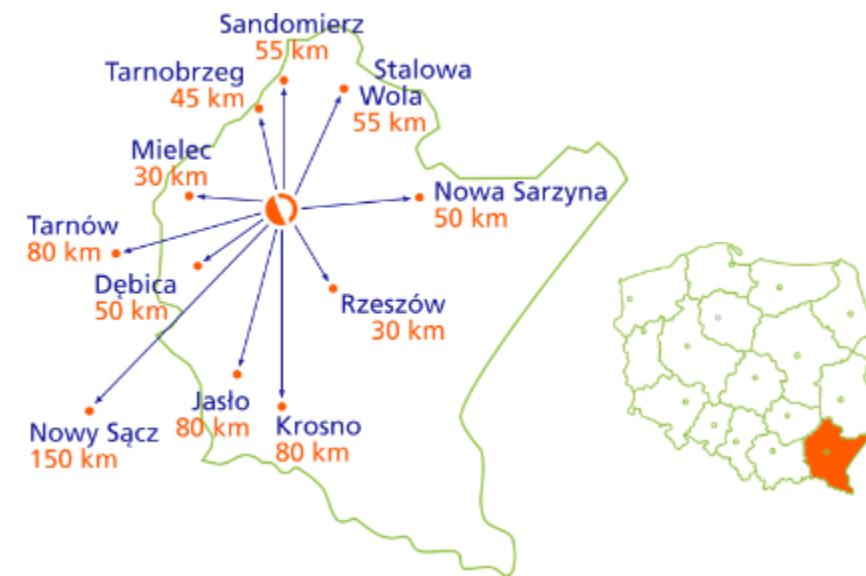 Sandomierz
55 km
Tarnobrzeg
45 km
Stalowa
Wola
55 km
Mielec
30 km
Nowa Sarzyna
50 km
Tarnów
80 km
Dębica
50 km
Rzeszów
30 km
Jasło
80 km
Krosno
80 km
Nowy Sącz
150 km